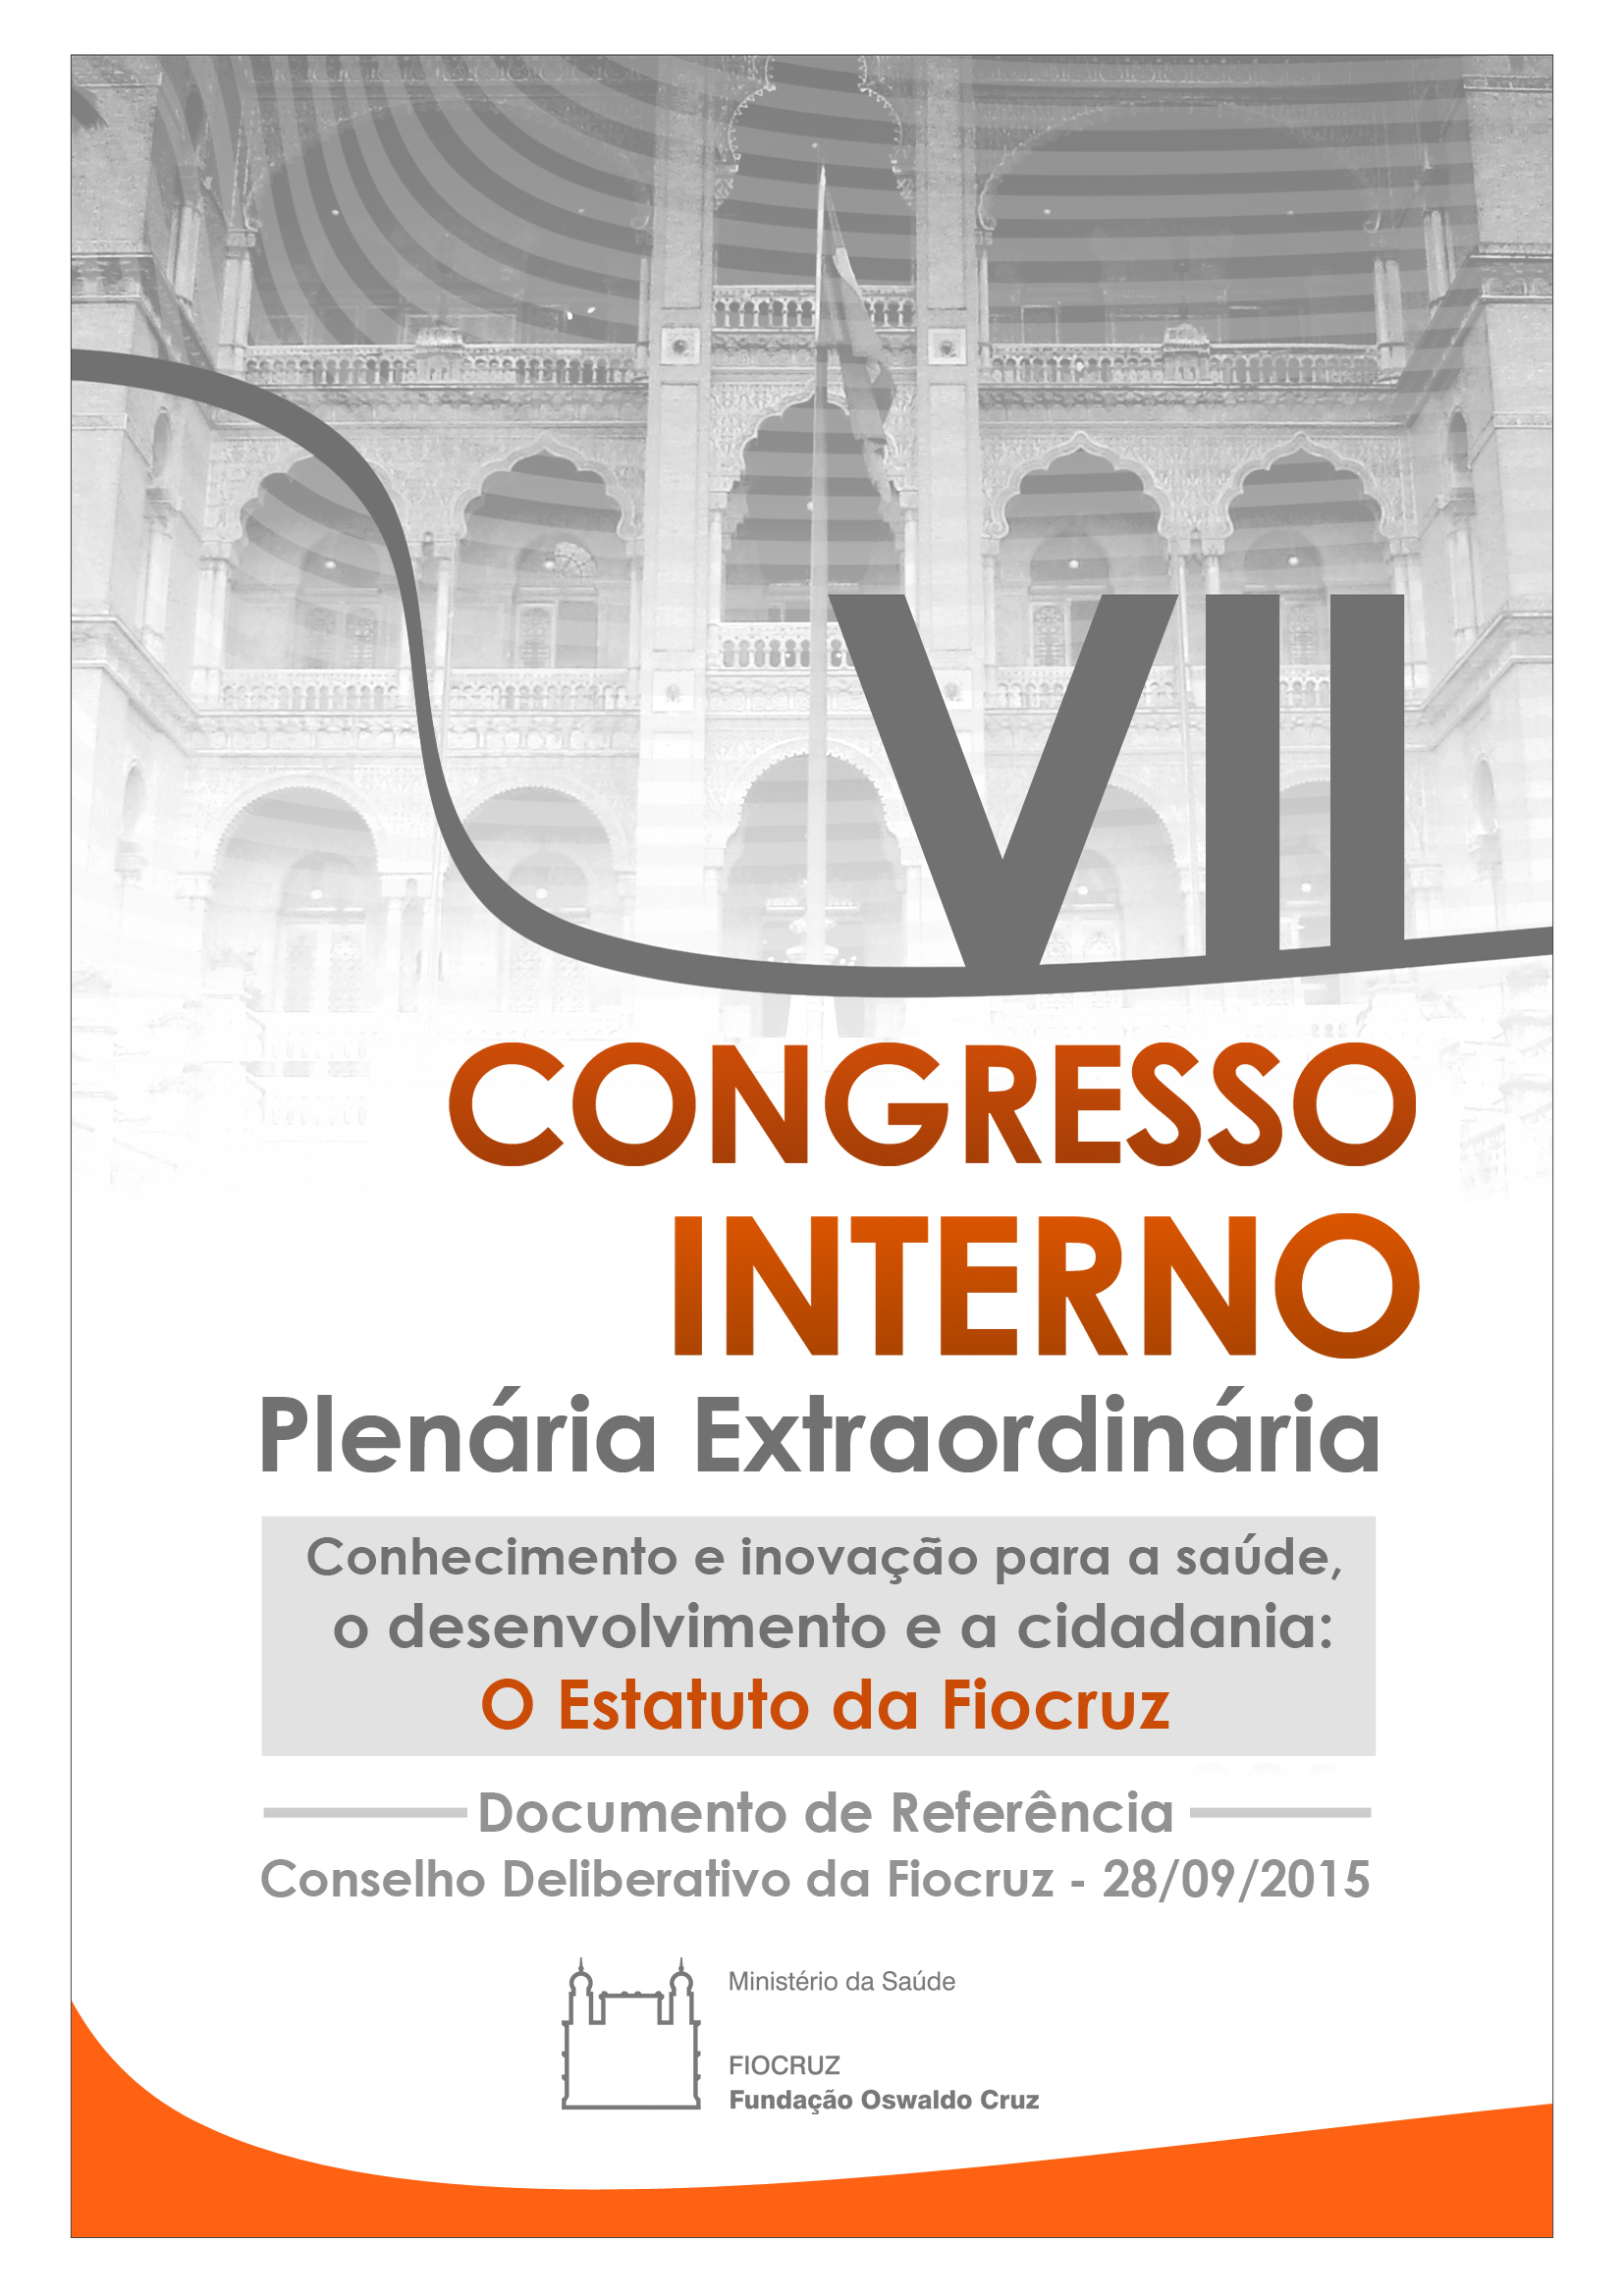 VII
CONGRESSO
INTERNO
Plenária Extraordinária
Conhecimento e inovação para a saúde,
o desenvolvimento e a cidadania:
O Estatuto da Fiocruz
Documento de Referência
Conselho Deliberativo da Fiocruz - 28/09/2015
Ministério da Saúde
FIOCRUZ
Fundação Oswaldo Cruz